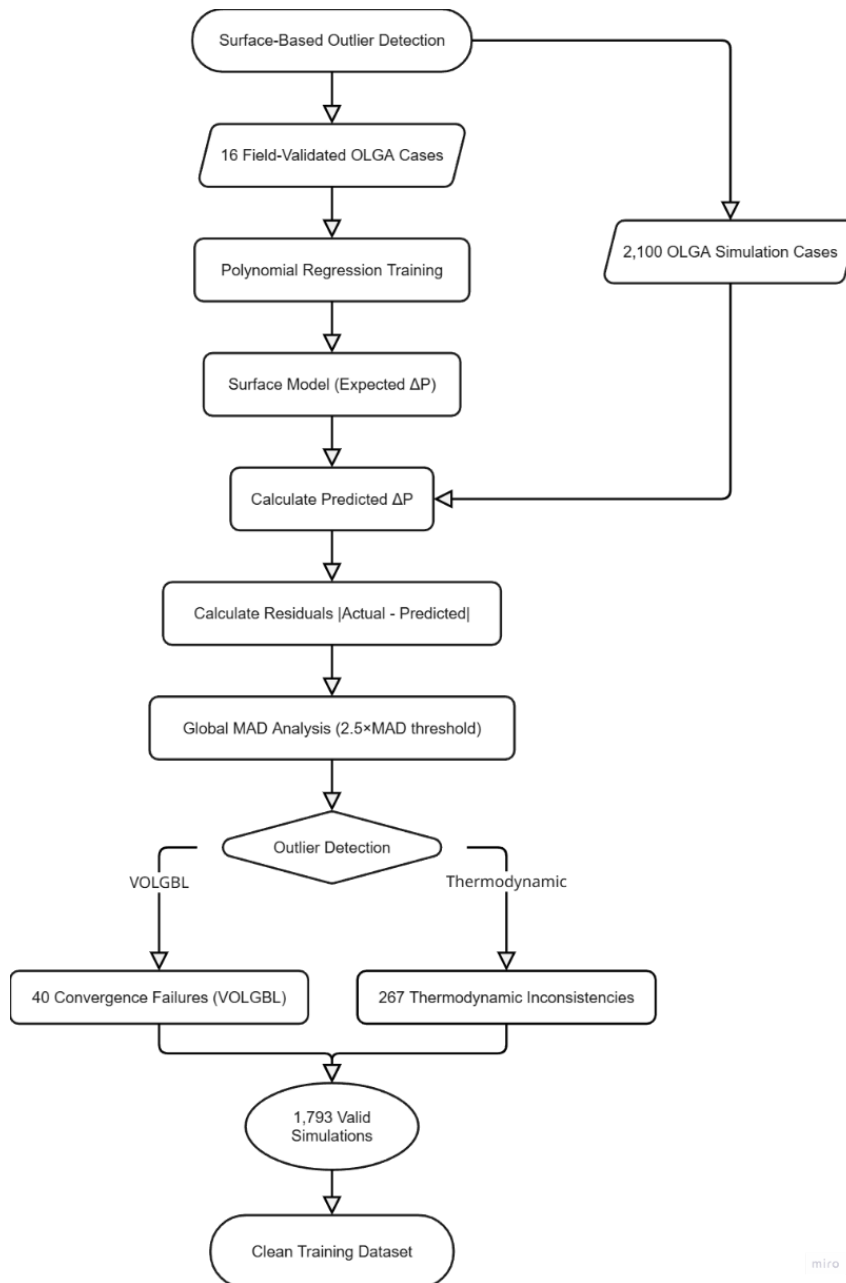 Surface-Based Outlier Detection
16 Field-Validated OLGA Cases
2,100 OLGA Simulation Cases
Polynomial Regression Training
Surface Model (Expected ΔP)
Calculate Predicted ΔP
Calculate Residuals |Actual - Predicted|
Global MAD Analysis (2.5×MAD threshold)
Outlier Detection
VOLGBL
Thermodynamic
40 Convergence Failures (VOLGBL)
267 Thermodynamic Inconsistencies
1,793 Valid
Simulations
Clean Training Dataset
miro